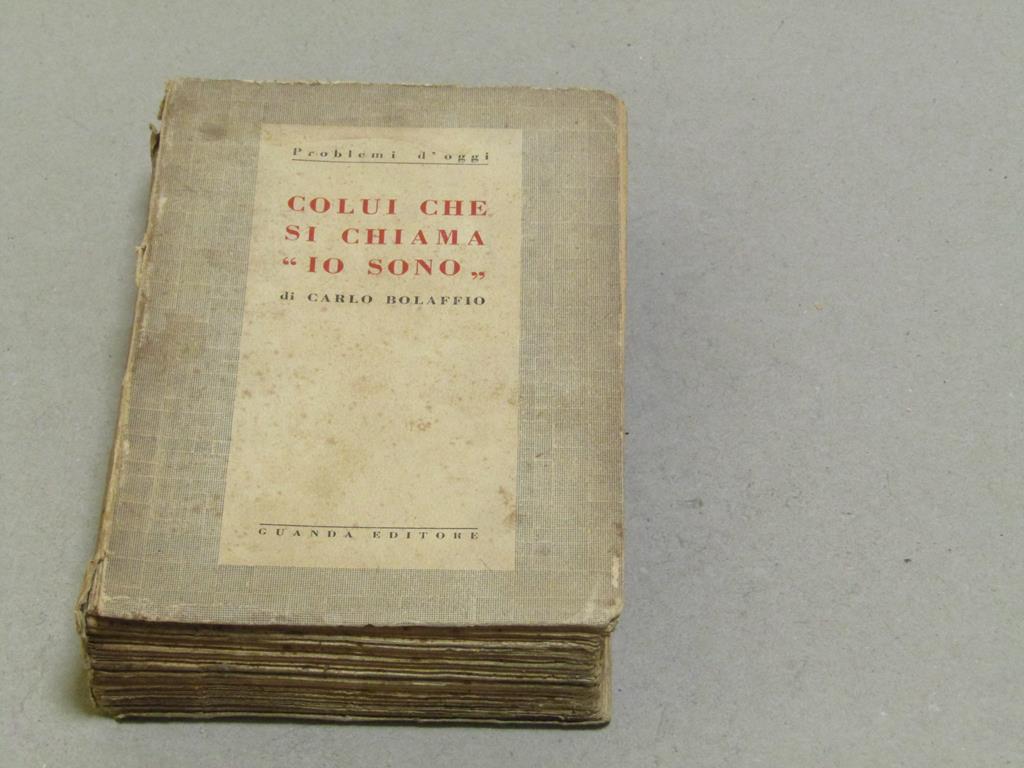 Problemi d'oggi
COLUI CHE
SI CHIAMA
“ IO SONO „
di CARLO BOLAFFIO
GUANDA EDITORE